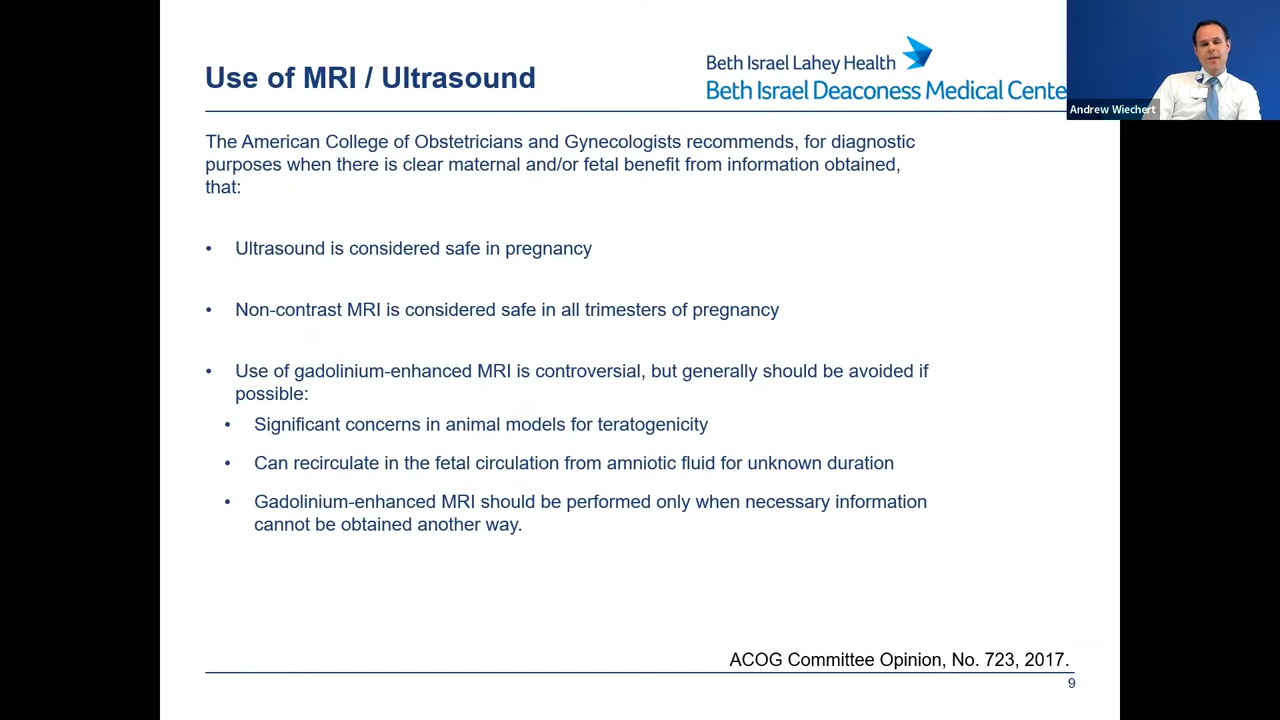 Use of MRI / Ultrasound
Beth Israel Lahey Health
Beth Israel Deaconess Medical Cente
Andrew Wiechert
The American College of Obstetricians and Gynecologists recommends, for diagnostic
purposes when there is clear maternal and/or fetal benefit from information obtained,
that:
• Ultrasound is considered safe in pregnancy
• Non-contrast MRI is considered safe in all trimesters of pregnancy
• Use of gadolinium-enhanced MRI is controversial, but generally should be avoided if
possible:
• Significant concerns in animal models for teratogenicity
• Can recirculate in the fetal circulation from amniotic fluid for unknown duration
• Gadolinium-enhanced MRI should be performed only when necessary information
cannot be obtained another way.
ACOG Committee Opinion, No. 723, 2017.
9